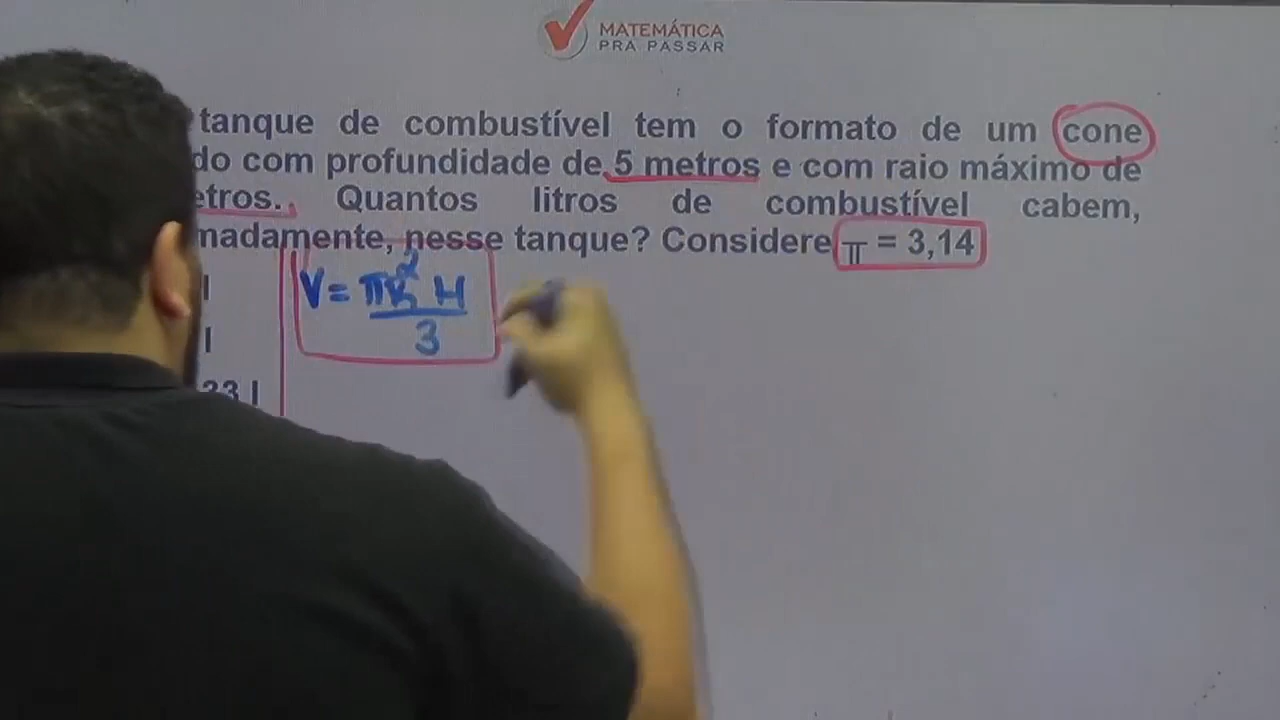 MATEMÁTICA
PRA PASSAR
tanque de combustível tem o formato de um cone
do com profundidade de 5 metros e com raio máximo de
etros. Quantos litros de combustível cabem,
madamente, nesse tanque? Considere π = 3,14
l
V = πR² H
3
l
23 l